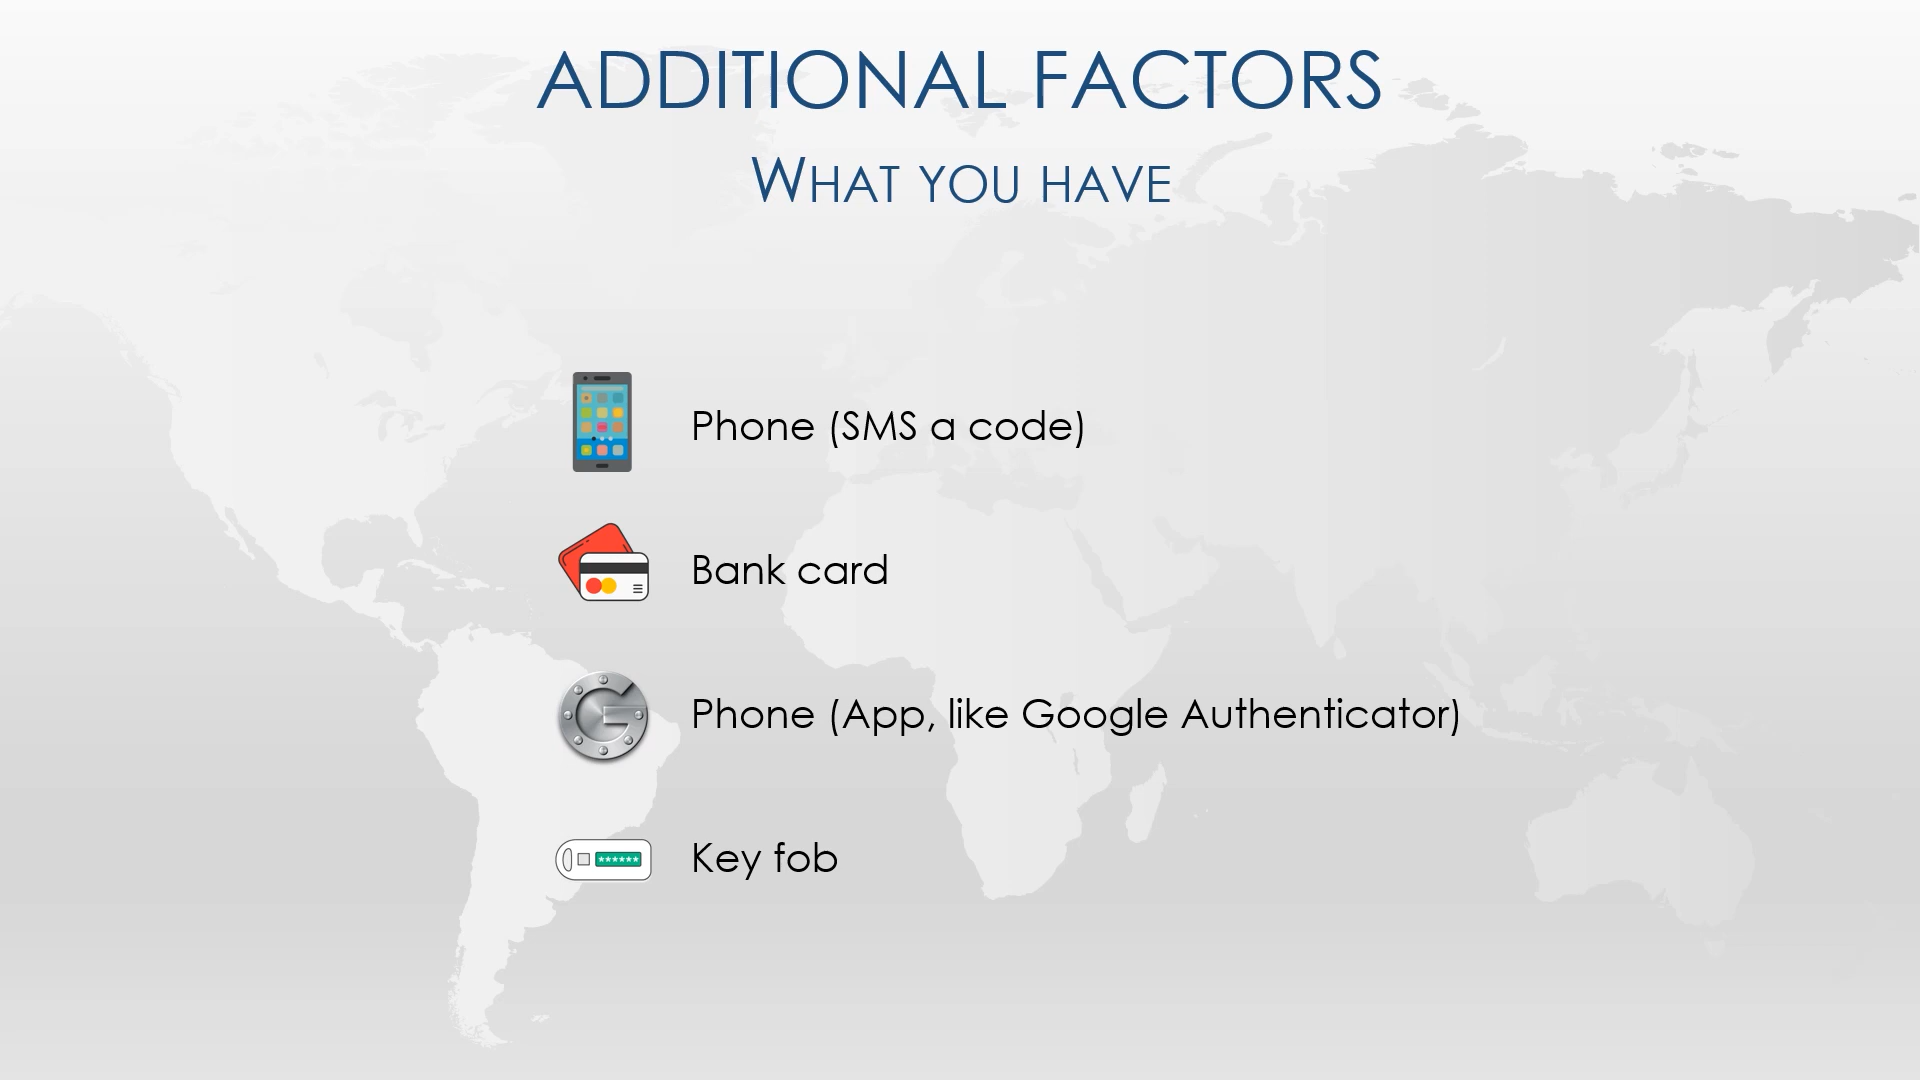 ADDITIONAL FACTORS
WHAT YOU HAVE
Phone (SMS a code)
Bank card
Phone (App, like Google Authenticator)
******
Key fob